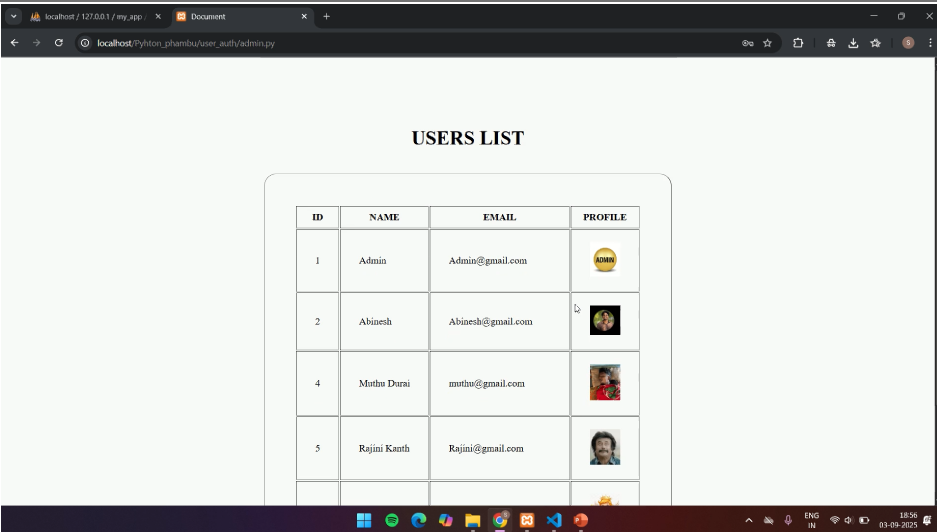 localhost / 127.0.0.1 / my_app /
Document
localhost/Pyhton_phambu/user_auth/admin.py
S
USERS LIST
ID NAME EMAIL PROFILE
1 Admin Admin@gmail.com ADMIN
2 Abinesh Abinesh@gmail.com
4 Muthu Durai muthu@gmail.com
5 Rajini Kanth Rajini@gmail.com
ENG 18:56
IN 03-09-2025